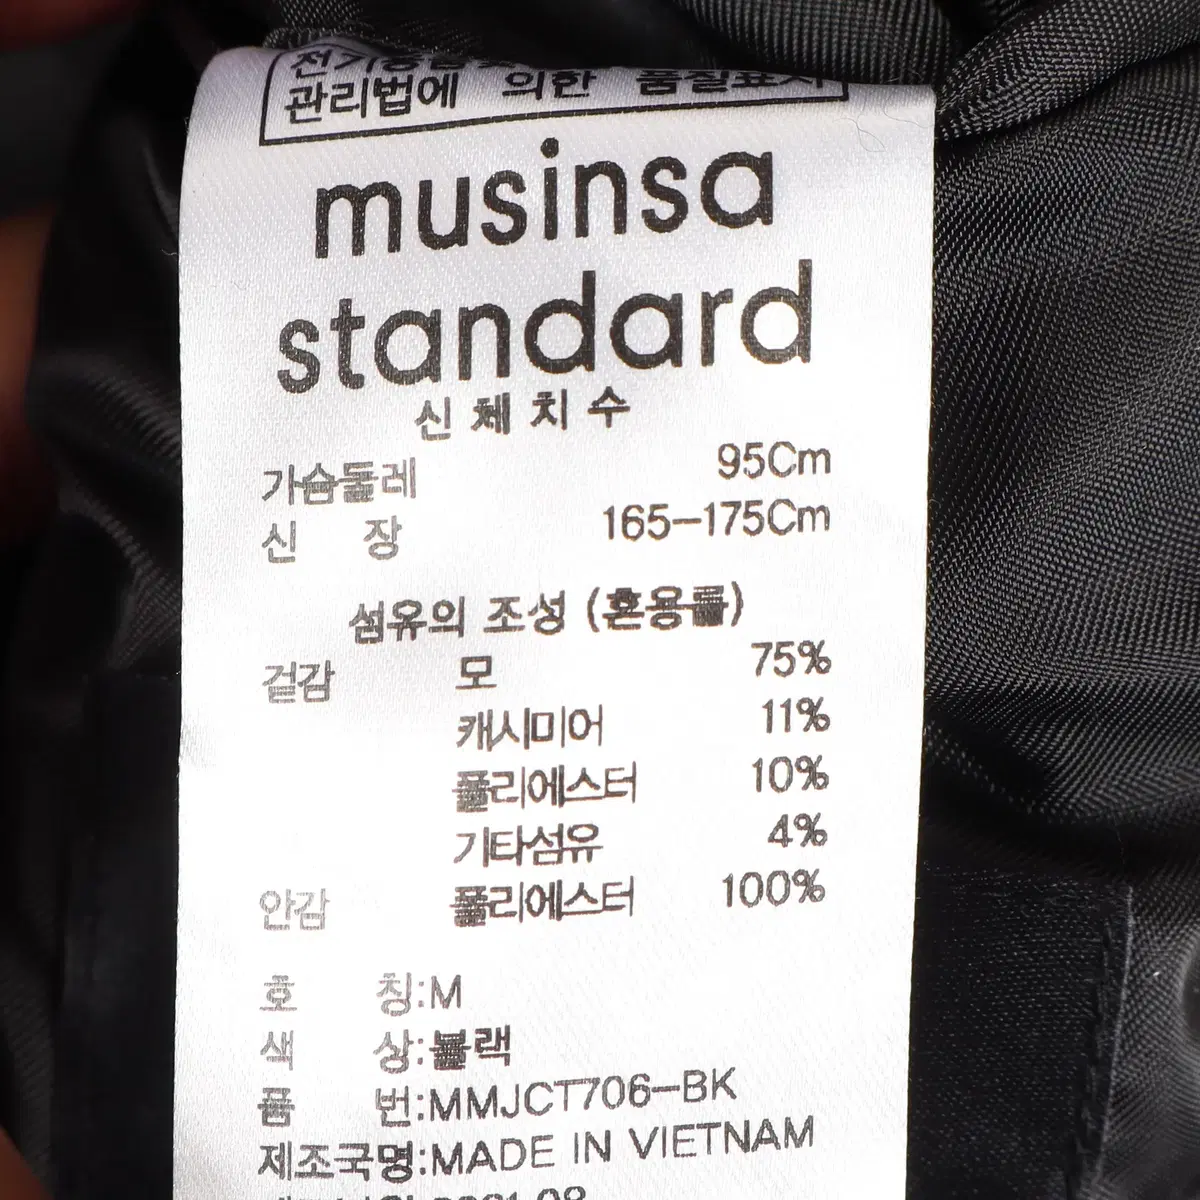 관리법에 의한 품질표시
musinsa
standard
신체치수
가슴둘레 95Cm
신 장 165-175Cm
섬유의 조성 (혼용률)
겉감 모 75%
캐시미어 11%
폴리에스터 10%
기타섬유 4%
안감 폴리에스터 100%
호 칭:M
색 상:블랙
품 번:MMJCT706-BK
제조국명:MADE IN VIETNAM